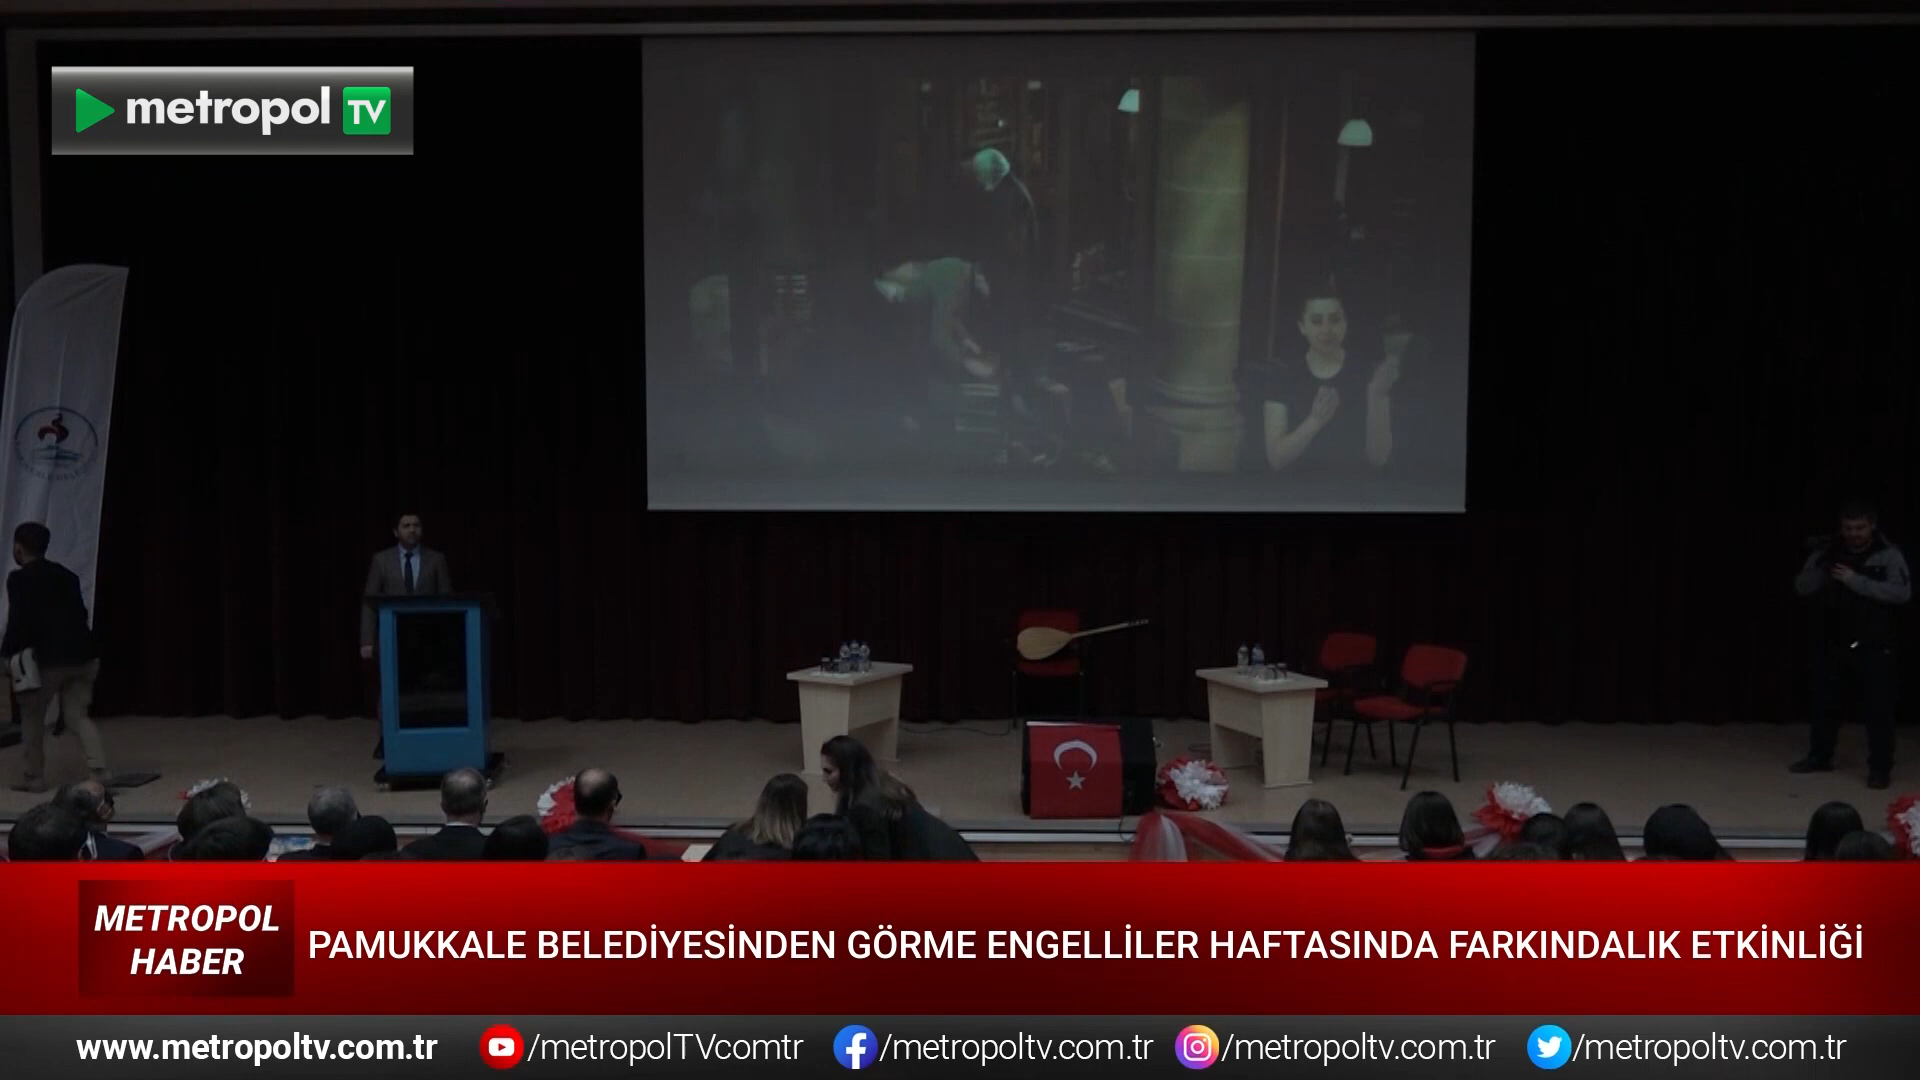 metropol TV
METROPOL
HABER
PAMUKKALE BELEDİYESİNDEN GÖRME ENGELLİLER HAFTASINDA FARKINDALIK ETKİNLİĞİ
www.metropoltv.com.tr /metropolTVcomtr /metropoltv.com.tr /metropoltv.com.tr /metropoltv.com.tr